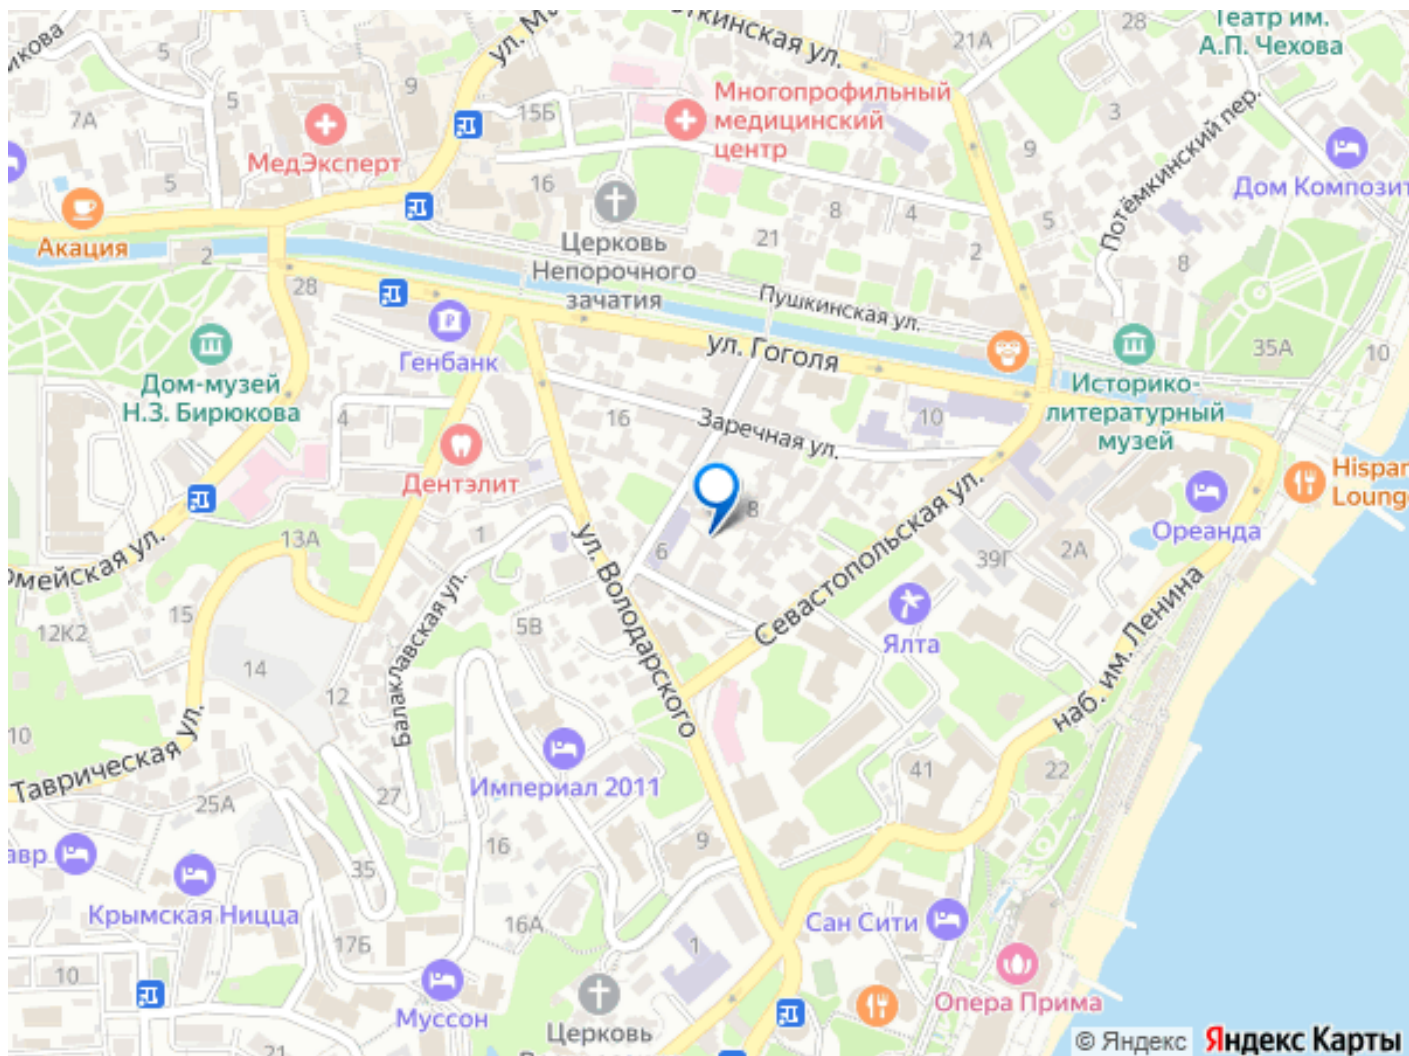 Театр им.
А.П. Чехова
ул.
28
21А
9
5
7А
15Б
3
Многопрофильный
медицинский
центр
МедЭксперт
9
Потёмкинский пер.
5
16
Дом Композит
8
4
5
Акация
Церковь
Непорочного
зачатия
21
2
2
8
28
Пушкинская ул.
Генбанк
ул. Гоголя
35А
10
Дом-музей
Н.З. Бирюкова
4
16
Заречная ул.
10
Историко-
литературный
музей
Дентэлит
Hispar
Lounge
8
Севастопольская ул.
Ореанда
1
13А
6
39Г
2А
ул. Володарского
15
12К2
Балаклавская ул.
5В
Ялта
14
12
наб. им. Ленина
10
Таврическая ул.
Империал 2011
41
22
25А
27
16
9
35
Крымская Ницца
17Б
16А
1
Сан Сити
10
Муссон
Опера Прима
Церковь
21
© Яндекс
Яндекс Карты